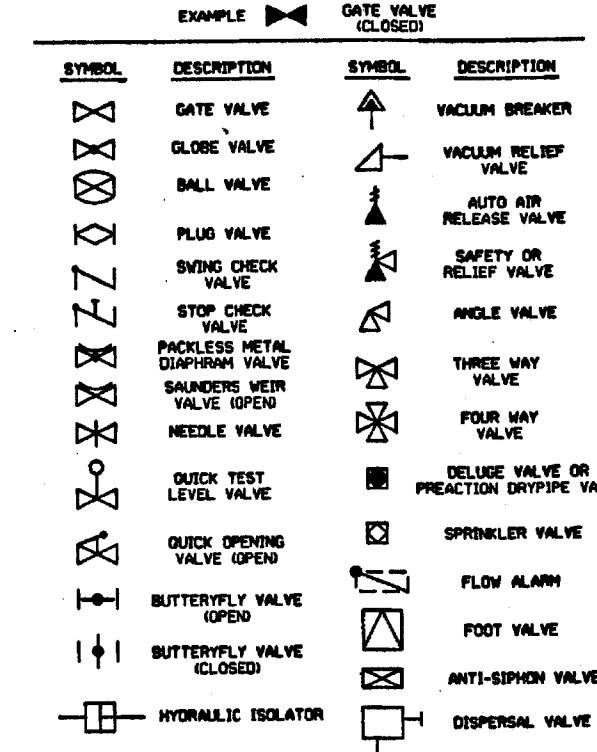 EXAMPLE GATE VALVE
(CLOSED)
SYMBOL DESCRIPTION
GATE VALVE
GLOBE VALVE
BALL VALVE
PLUG VALVE
SWING CHECK
VALVE
STOP CHECK
VALVE
PACKLESS METAL
DIAPHRAM VALVE
SAUNDERS WEIR
VALVE (OPEN)
NEEDLE VALVE
QUICK TEST
LEVEL VALVE
QUICK OPENING
VALVE (OPEN)
BUTTERYFLY VALVE
(OPEN)
BUTTERYFLY VALVE
(CLOSED)
HYDRAULIC ISOLATOR
SYMBOL DESCRIPTION
VACUUM BREAKER
VACUUM RELIEF
VALVE
AUTO AIR
RELEASE VALVE
SAFETY OR
RELIEF VALVE
ANGLE VALVE
THREE WAY
VALVE
FOUR WAY
VALVE
DELUGE VALVE OR
PREACTION DRYPIPE VA
SPRINKLER VALVE
FLOW ALARM
FOOT VALVE
ANTI-SIPHON VALVE
DISPERSAL VALVE